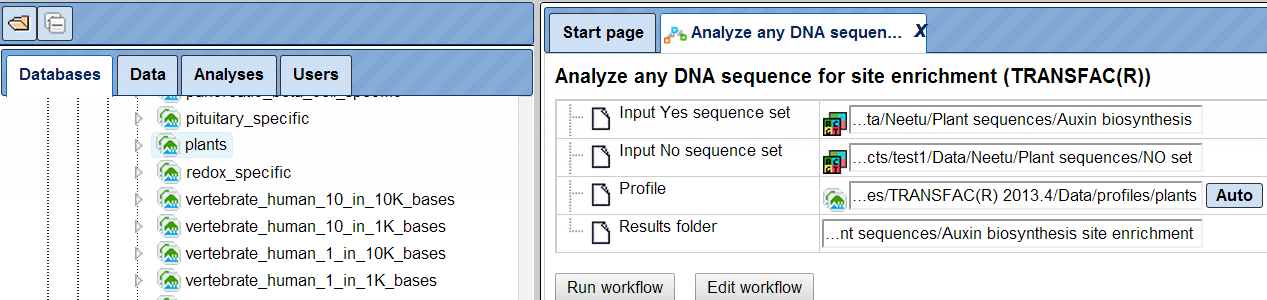 Databases
Data
Analyses
Users
pancreatic_beta_cell_specific
pituitary_specific
plants
redox_specific
vertebrate_human_10_in_10K_bases
vertebrate_human_10_in_1K_bases
vertebrate_human_1_in_10K_bases
vertebrate_human_1_in_1K_bases
Start page
Analyze any DNA sequen... X
Analyze any DNA sequence for site enrichment (TRANSFAC(R))
Input Yes sequence set ...ta/Neetu/Plant sequences/Auxin biosynthesis
Input No sequence set ...cts/test1/Data/Neetu/Plant sequences/NO set
Profile ...es/TRANSFAC(R) 2013.4/Data/profiles/plants Auto
Results folder ...nt sequences/Auxin biosynthesis site enrichment
Run workflow Edit workflow